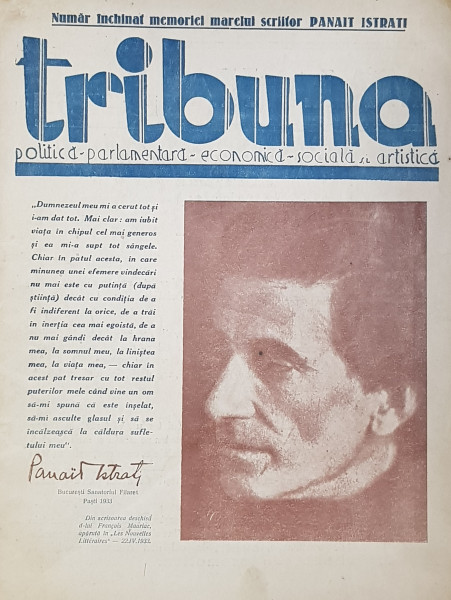 Număr închinat memoriei marelui scriitor PANAIT ISTRATI
tribuna
politică-parlamentară-economică-socială și artistică
„Dumnezeul meu mi a cerut tot și
i-am dat tot. Mai clar: am iubit
viața în chipul cel mai generos
și ea mi-a supt tot sângele.
Chiar în patul acesta, în care
minunea unei efemere vindecări
nu mai este cu putință (după
știință) decât cu condiția de a
fi indiferent la orice, de a trăi
în inerția cea mai egoistă, de a
nu mai gândi decât la hrana
mea, la somnul meu, la liniștea
mea, la viața mea, — chiar în
acest pat tresar cu tot restul
puterilor mele când vine un om
să-mi spună că este înșelat,
să-mi asculte glasul și să se
încălzească la căldura sufle-
tului meu".
Panait Istrati
București Sanatoriul Filaret
Paști 1933
Din scrisoarea deschisă
d-lui François Mauriac,
apărută în „Les Nouvelles
Littéraires" — 22.IV.1933.